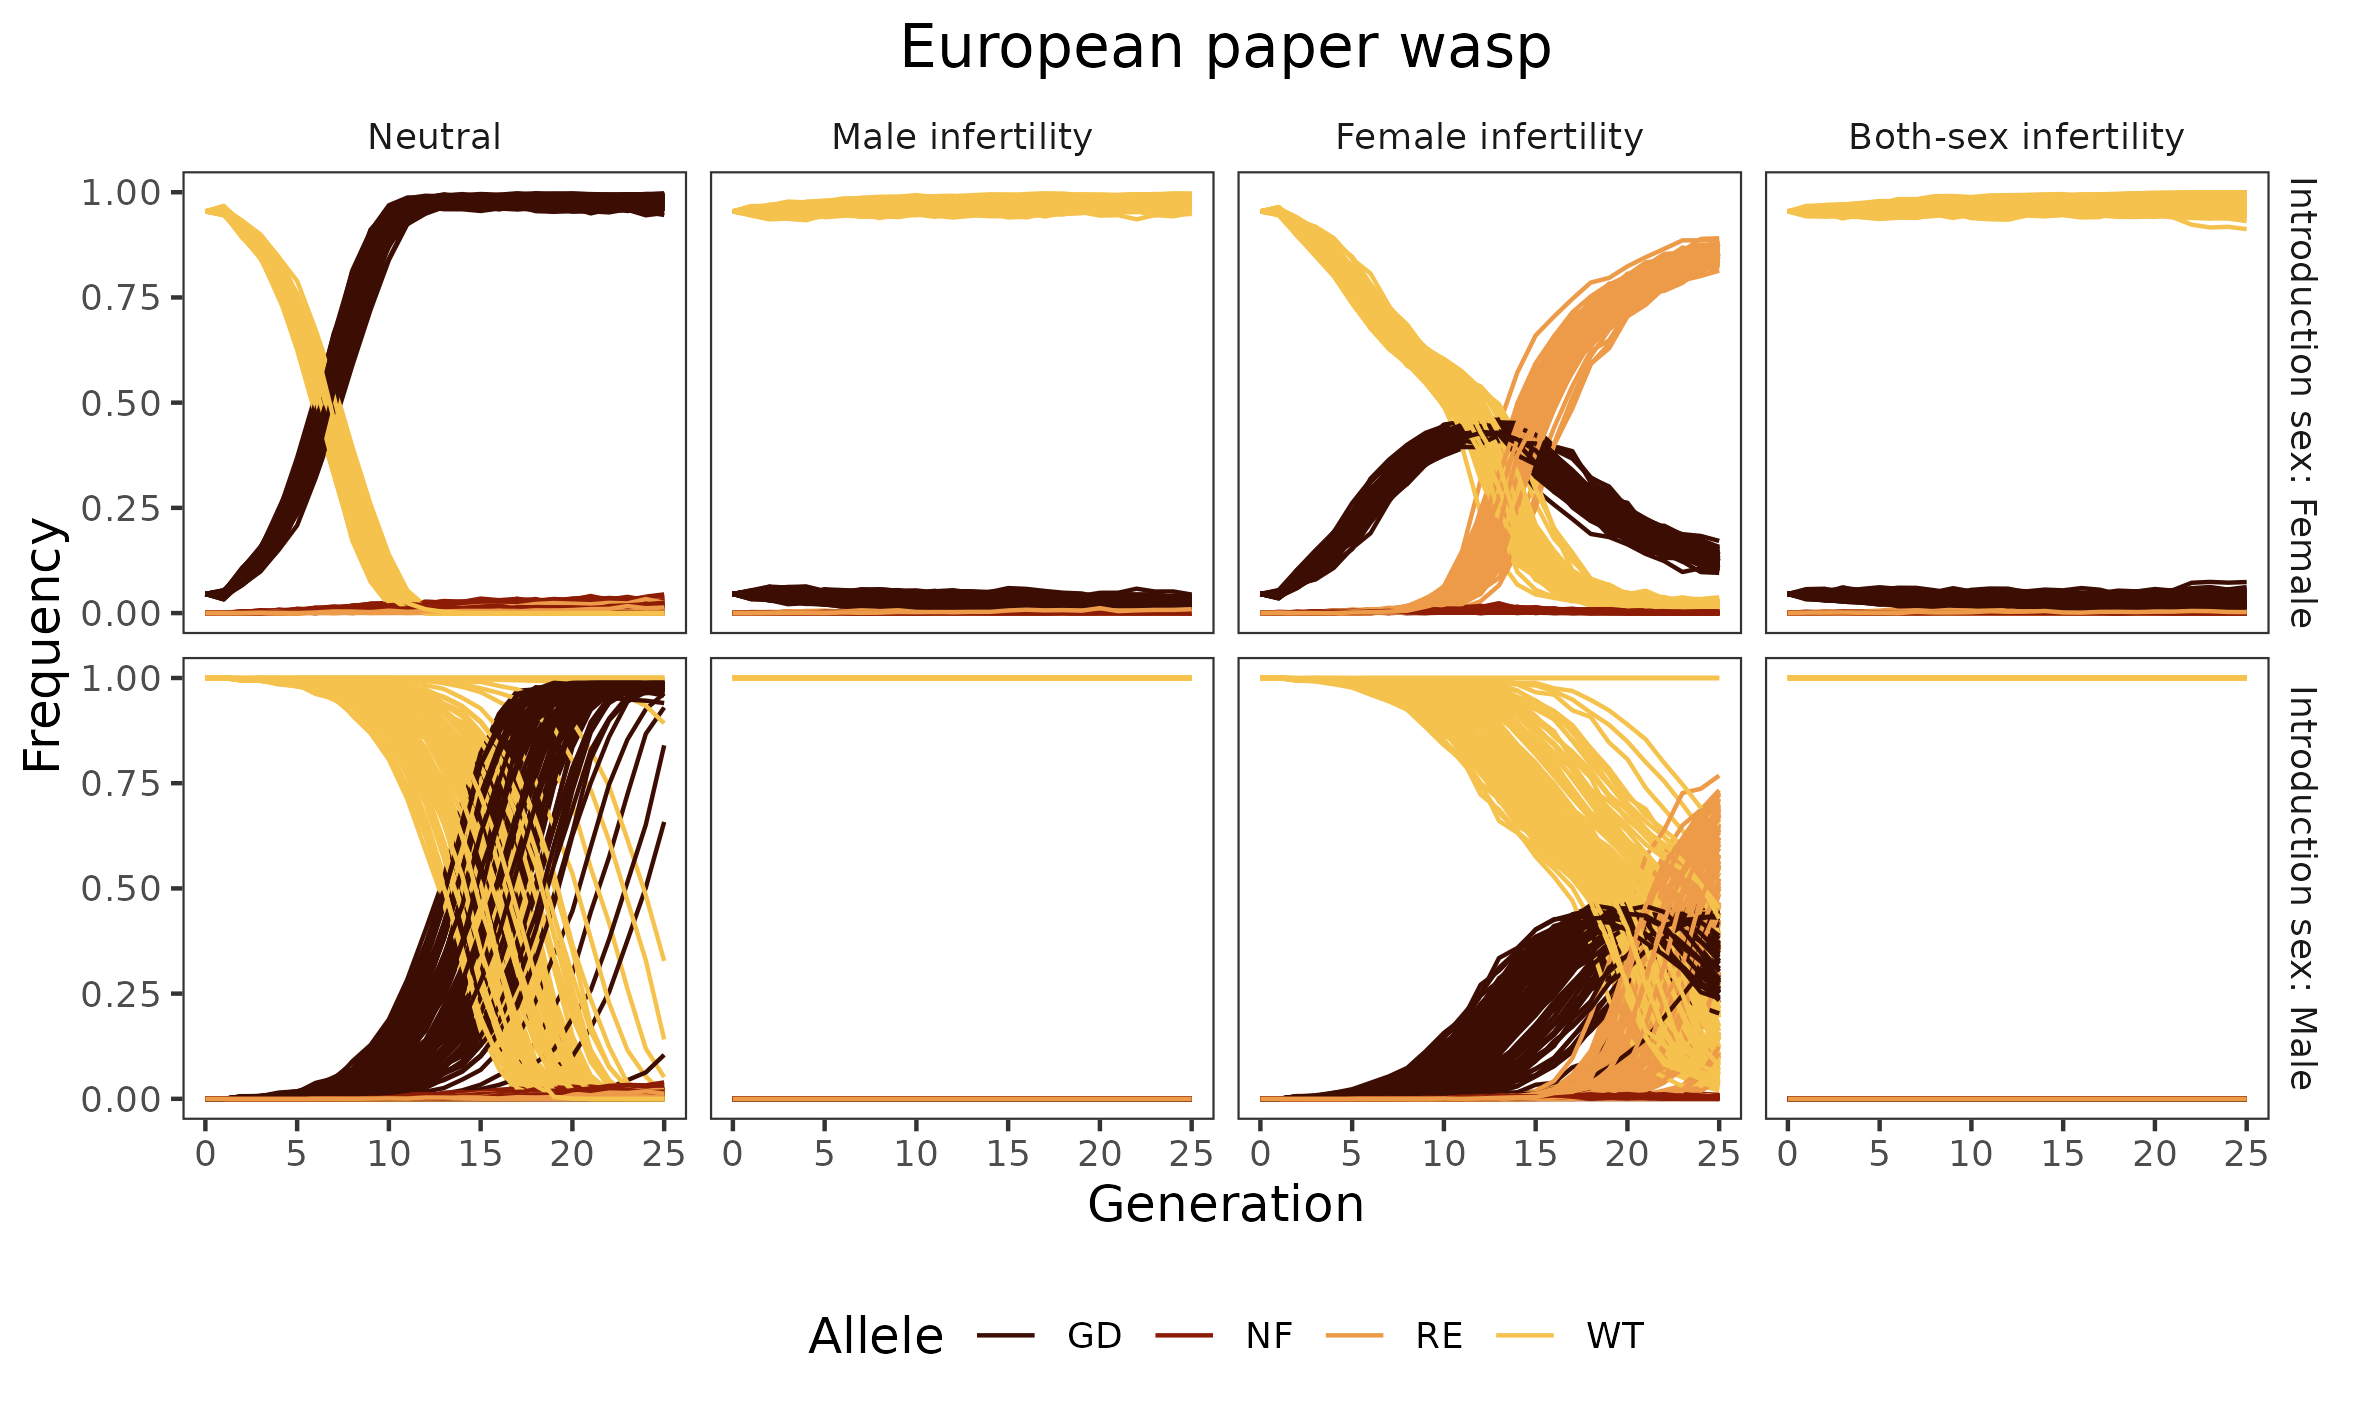 European paper wasp
Neutral Male infertility Female infertility Both-sex infertility
Frequency
1.00
0.75
0.50
0.25
0.00
Introduction sex: Female
1.00
0.75
0.50
0.25
0.00
Introduction sex: Male
0 5 10 15 20 25 0 5 10 15 20 25 0 5 10 15 20 25 0 5 10 15 20 25
Generation
Allele GD NF RE WT